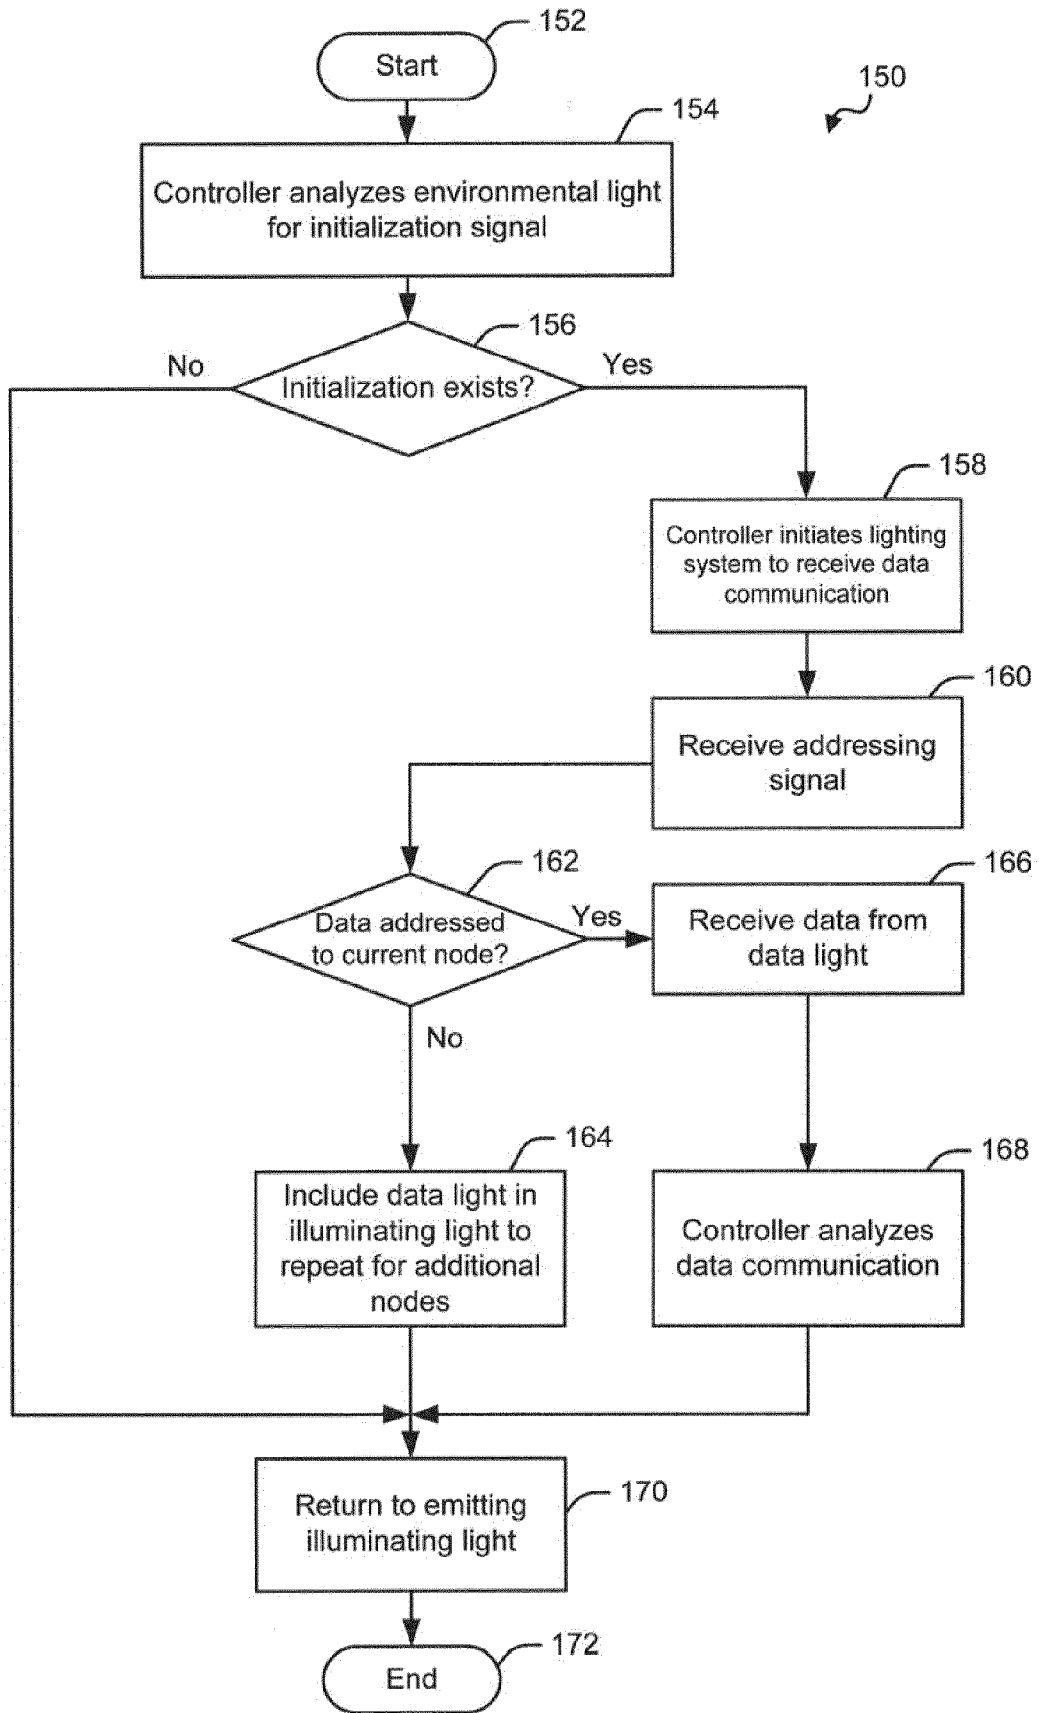 152
Start
150
154
Controller analyzes environmental light
for initialization signal
156
No
Yes
Initialization exists?
158
Controller initiates lighting
system to receive data
communication
160
Receive addressing
signal
162
166
Data addressed
to current node?
Yes
Receive data from
data light
No
164
168
Include data light in
illuminating light to
repeat for additional
nodes
Controller analyzes
data communication
170
Return to emitting
illuminating light
172
End